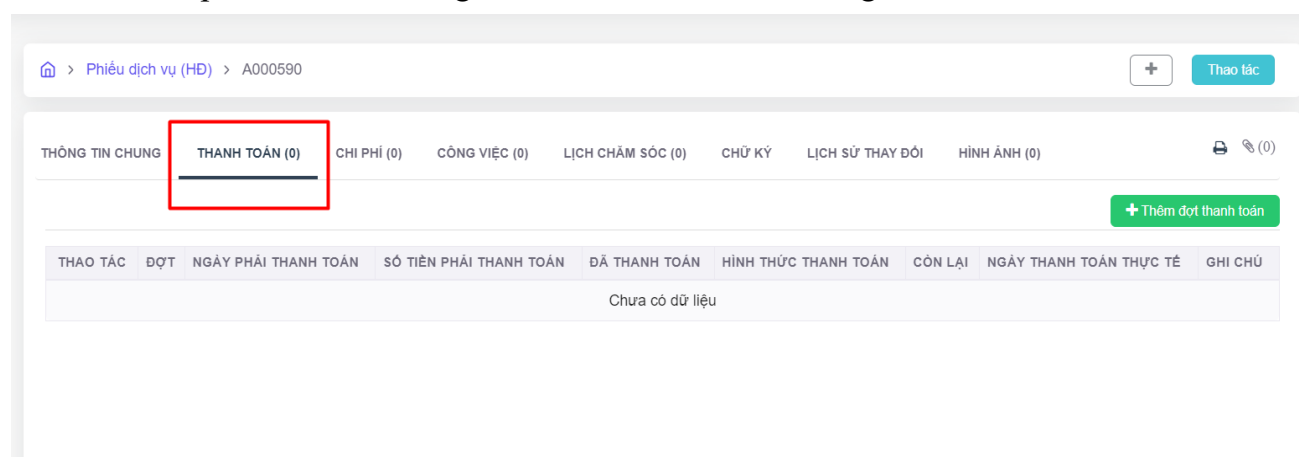 > Phiếu dịch vụ (HĐ) > A000590
+ Thao tác
THÔNG TIN CHUNG THANH TOÁN (0) CHI PHÍ (0) CÔNG VIỆC (0) LỊCH CHĂM SÓC (0) CHỮ KÝ LỊCH SỬ THAY ĐỔI HÌNH ẢNH (0) (0)
+ Thêm đợt thanh toán
THAO TÁC ĐỢT NGÀY PHẢI THANH TOÁN SỐ TIỀN PHẢI THANH TOÁN ĐÃ THANH TOÁN HÌNH THỨC THANH TOÁN CÒN LẠI NGÀY THANH TOÁN THỰC TẾ GHI CHÚ
Chưa có dữ liệu